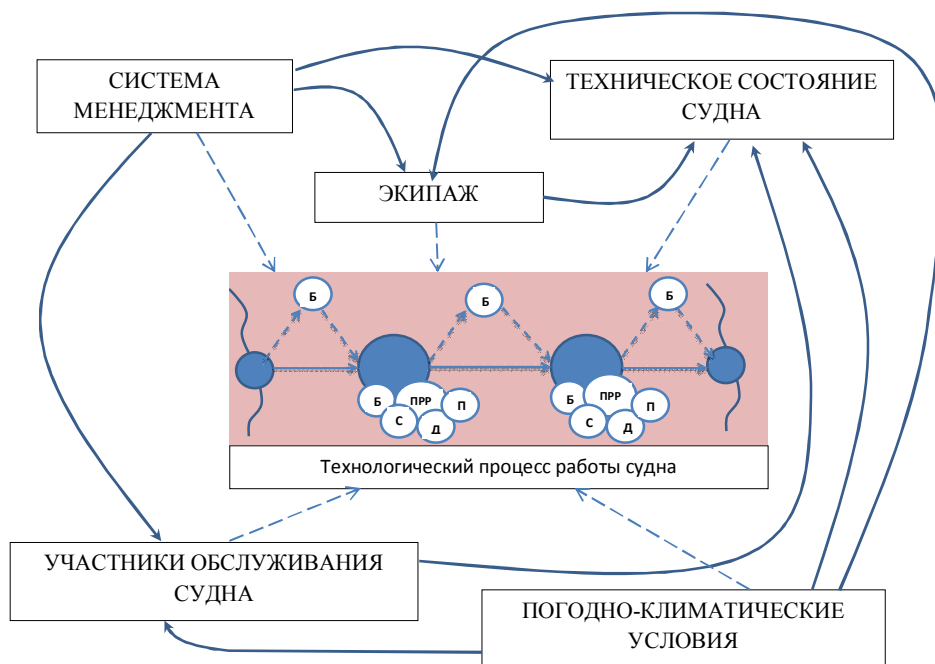 СИСТЕМА
МЕНЕДЖМЕНТА
ТЕХНИЧЕСКОЕ СОСТОЯНИЕ
СУДНА
ЭКИПАЖ
Б
Б
Б
Б
ПРР
П
С
Д
Б
ПРР
П
С
Д
Технологический процесс работы судна
УЧАСТНИКИ ОБСЛУЖИВАНИЯ
СУДНА
ПОГОДНО-КЛИМАТИЧЕСКИЕ
УСЛОВИЯ